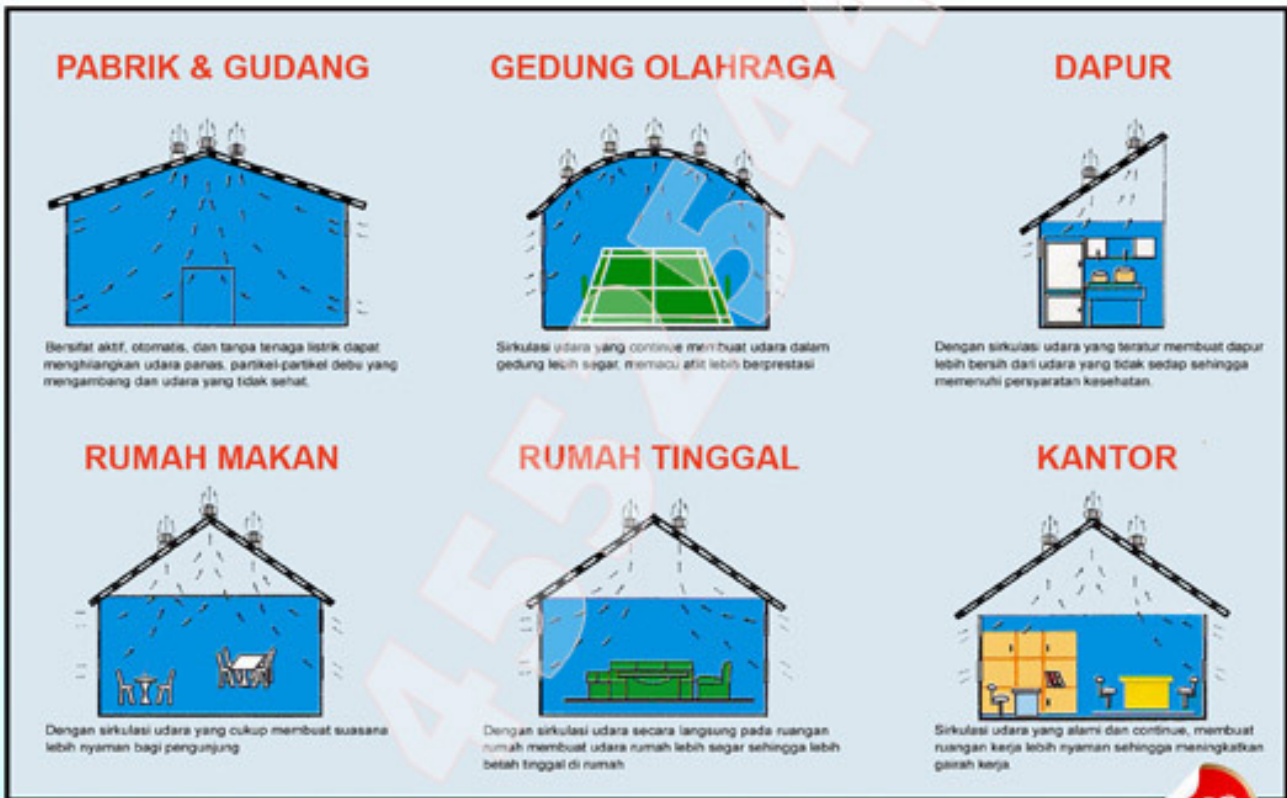 PABRIK & GUDANG
GEDUNG OLAHRAGA
DAPUR
Bersifat aktif, otomatis, dan tanpa tenaga listrik dapat
menghilangkan udara panas, partikel-partikel debu yang
mengambang dan udara yang tidak sehat.
Sirkulasi udara yang continue membuat udara dalam
gedung lebih segar, memacu atlit lebih berprestasi
Dengan sirkulasi udara yang teratur membuat dapur
lebih bersih dari udara yang tidak sedap sehingga
memenuhi persyaratan kesehatan.
RUMAH MAKAN
RUMAH TINGGAL
KANTOR
Dengan sirkulasi udara yang cukup membuat suasana
lebih nyaman bagi pengunjung
Dengan sirkulasi udara secara langsung pada ruangan
rumah membuat udara rumah lebih segar sehingga lebih
betah tinggal di rumah
Sirkulasi udara yang alami dan continue, membuat
ruangan kerja lebih nyaman sehingga meningkatkan
gairah kerja